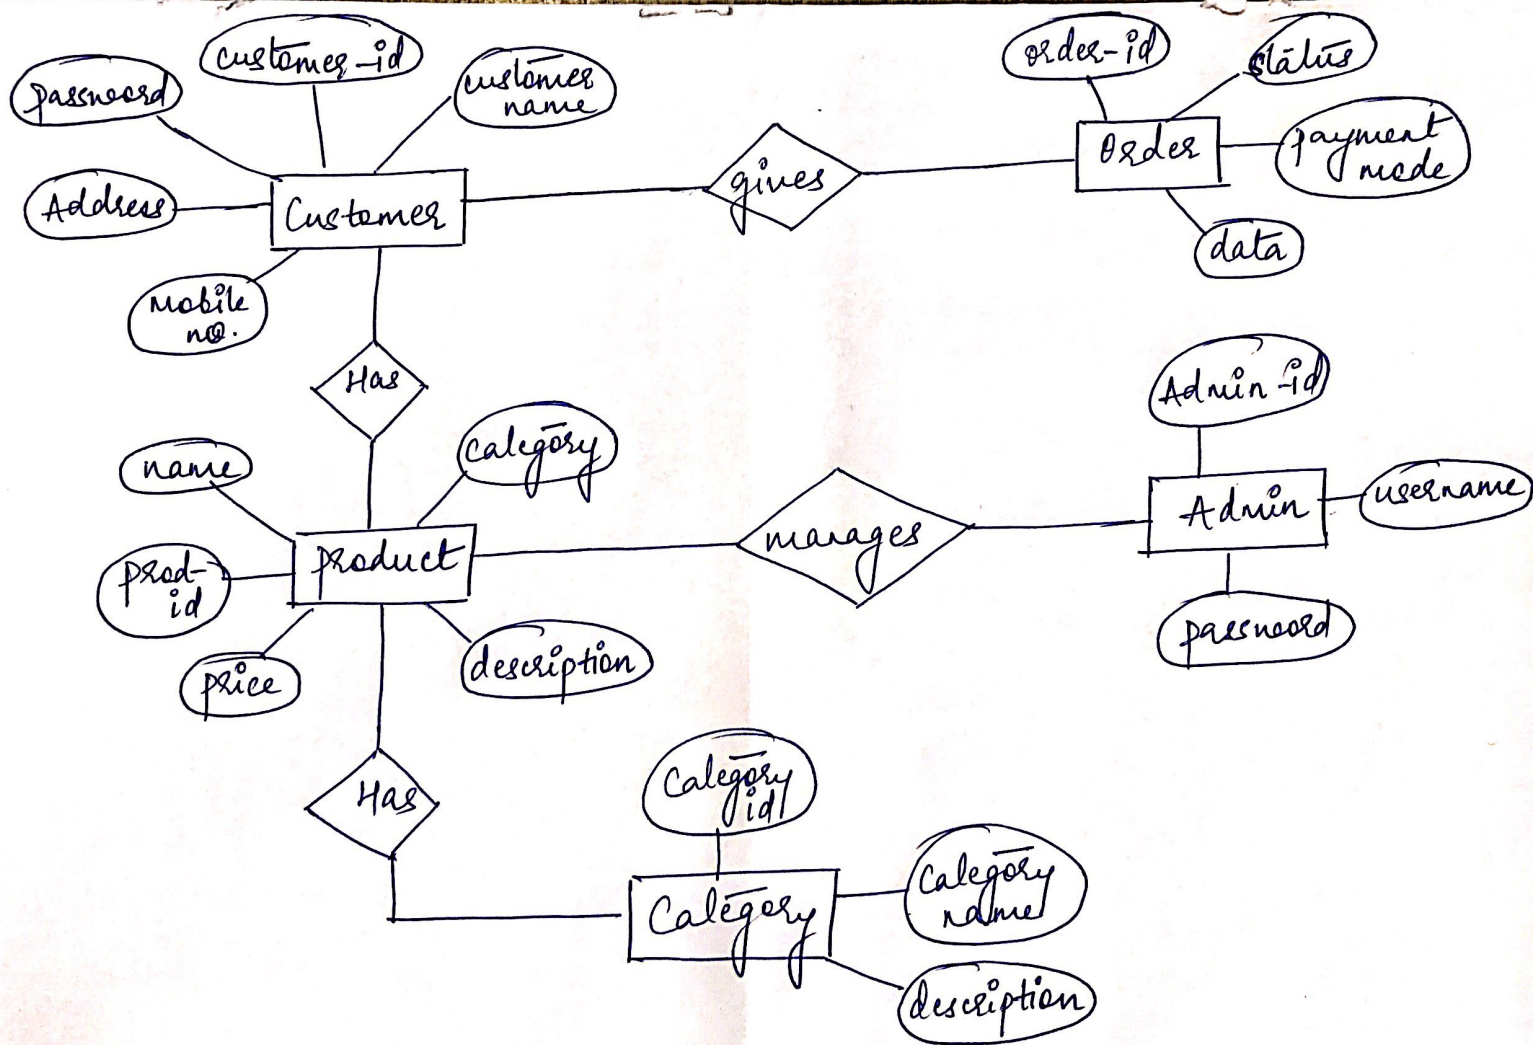 customer-id
password
customer
name
Address
Customer
Mobile
no.
gives
order-id
status
Order
payment
mode
data
Has
name
category
prod-
id
product
price
description
manages
Admin-id
Admin
username
password
Has
Category
id
Category
Category
name
description